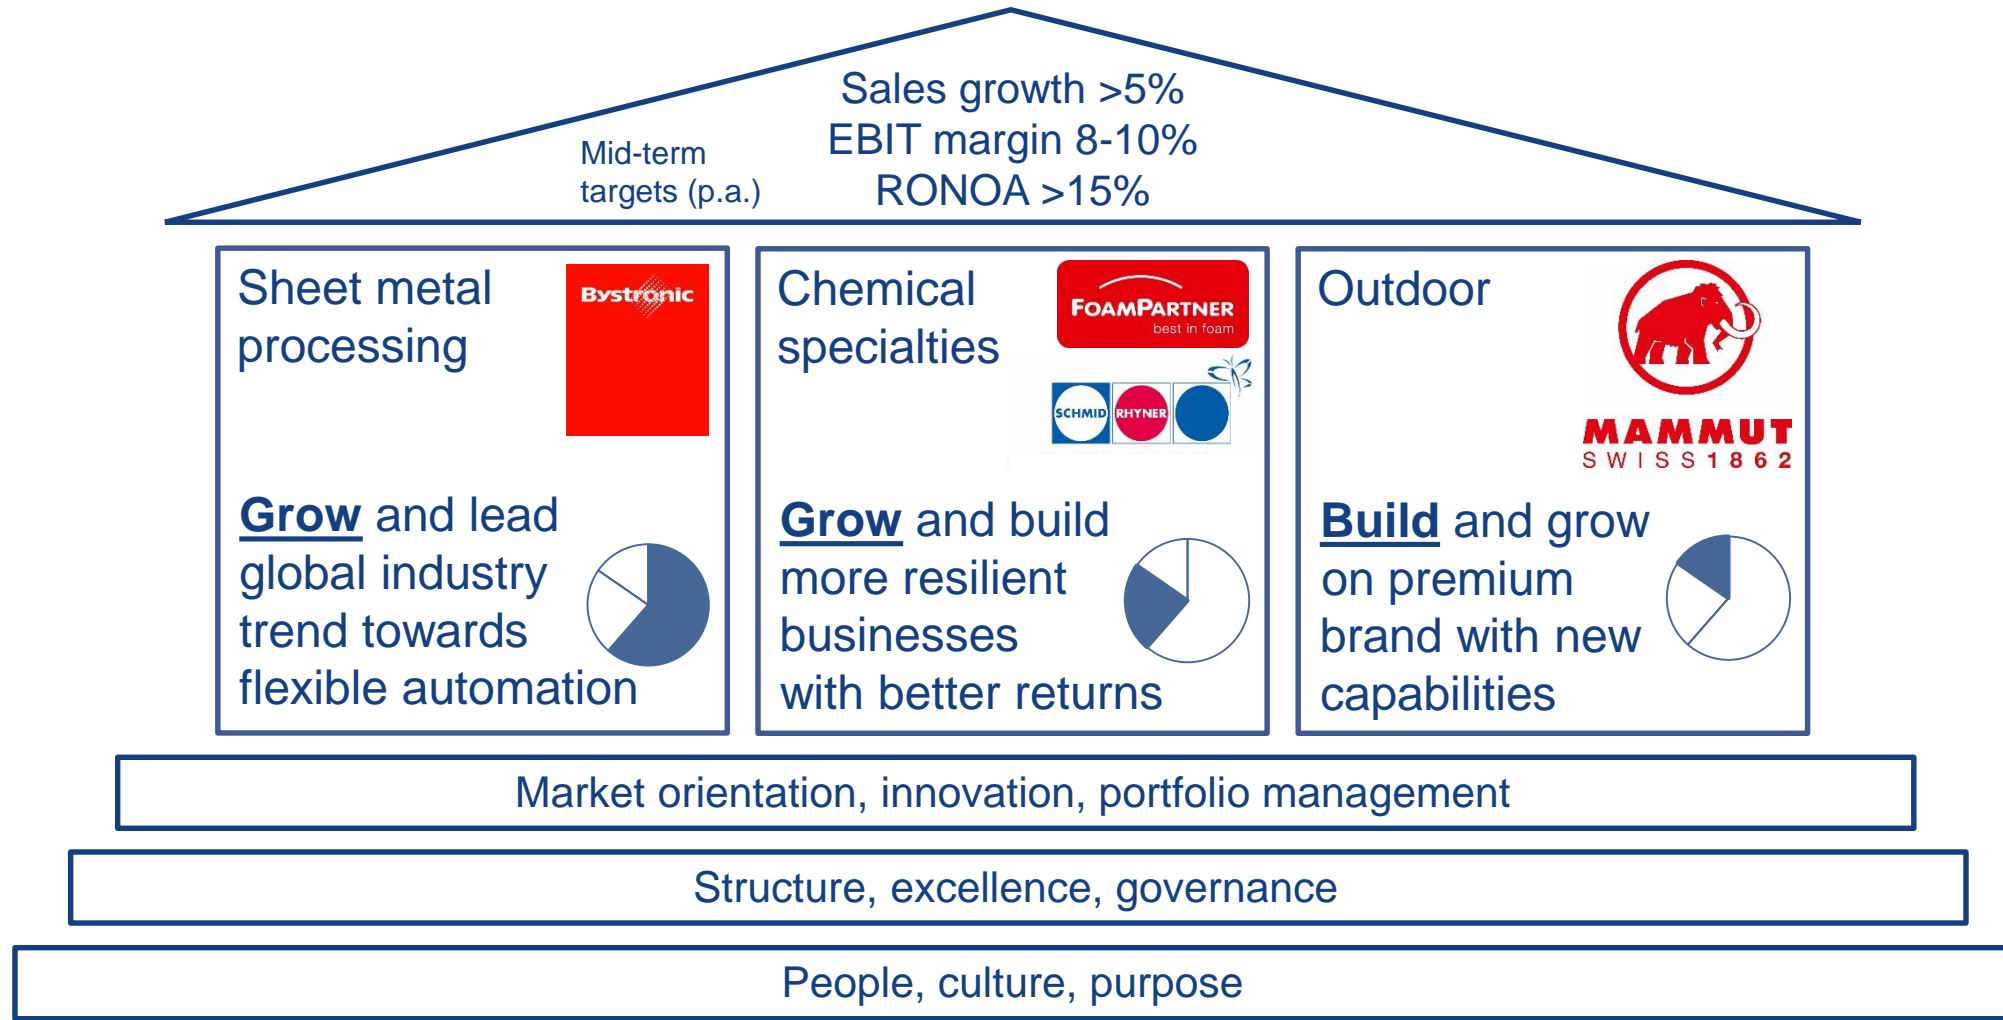 Sales growth >5%
EBIT margin 8-10%
RONOA >15%
Mid-term
targets (p.a.)
Sheet metal
processing
Bystronic
Grow and lead
global industry
trend towards
flexible automation
Chemical
specialties
FOAMPARTNER
best in foam
SCHMID RHYNER
Grow and build
more resilient
businesses
with better returns
Outdoor
MAMMUT
SWISS 1862
Build and grow
on premium
brand with new
capabilities
Market orientation, innovation, portfolio management
Structure, excellence, governance
People, culture, purpose